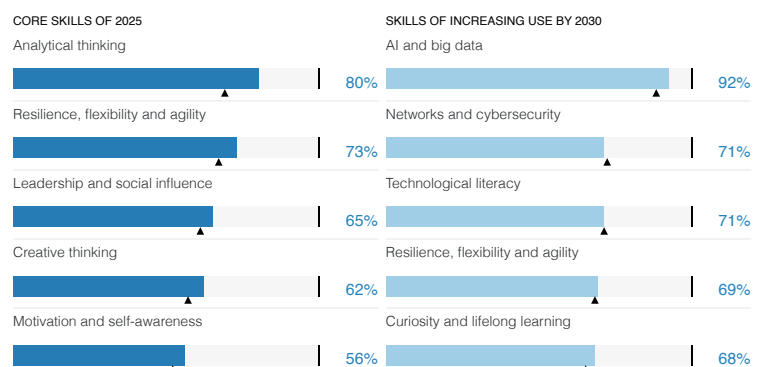 CORE SKILLS OF 2025
Analytical thinking
80%
Resilience, flexibility and agility
73%
Leadership and social influence
65%
Creative thinking
62%
Motivation and self-awareness
56%
SKILLS OF INCREASING USE BY 2030
AI and big data
92%
Networks and cybersecurity
71%
Technological literacy
71%
Resilience, flexibility and agility
69%
Curiosity and lifelong learning
68%